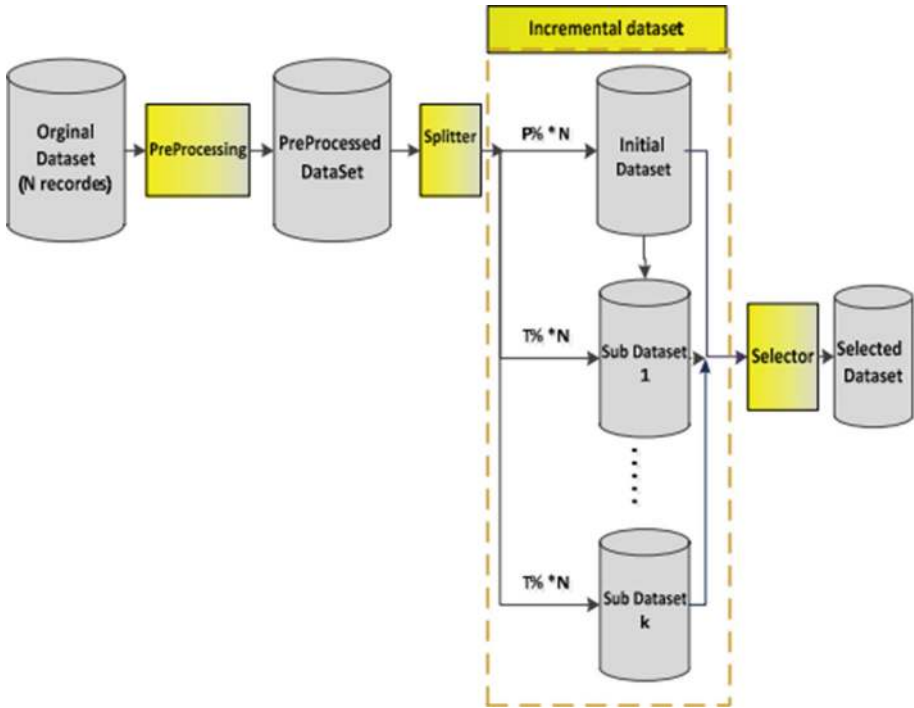 Incremental dataset
Orginal
Dataset
(N recordes)
PreProcessing
PreProcessed
DataSet
Splitter
P% *N
Initial
Dataset
T% *N
Sub Dataset
1
Selector
Selected
Dataset
T% *N
Sub Dataset
k